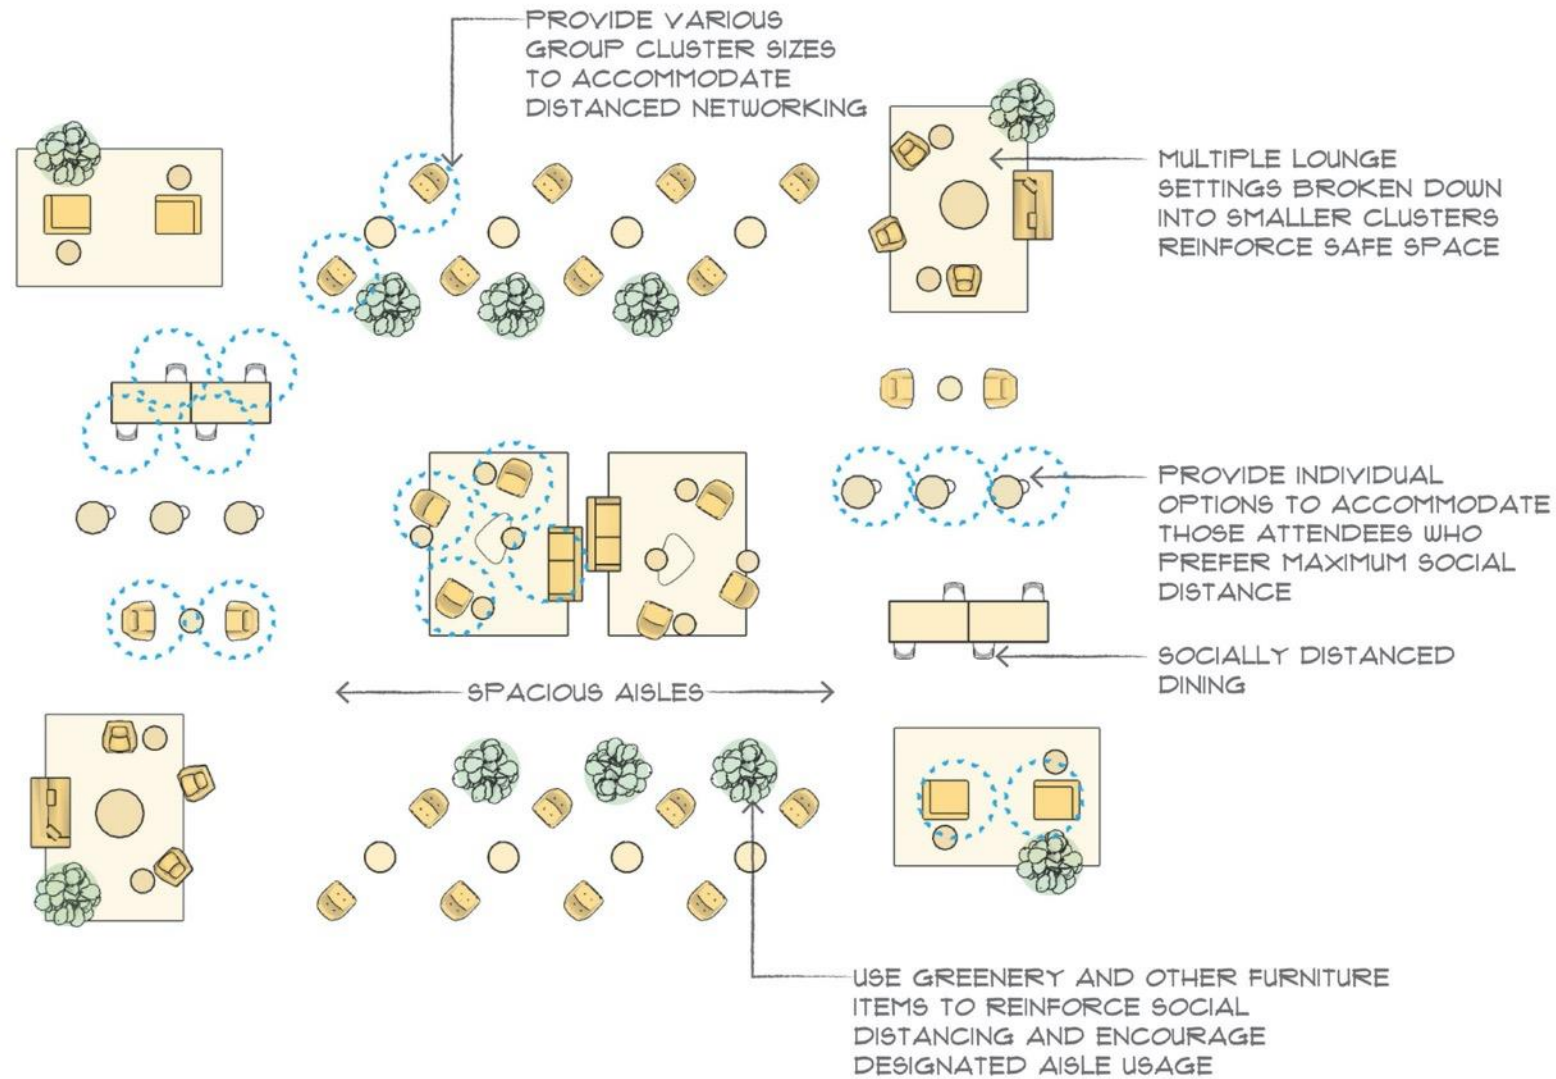 PROVIDE VARIOUS
GROUP CLUSTER SIZES
TO ACCOMMODATE
DISTANCED NETWORKING
MULTIPLE LOUNGE
SETTINGS BROKEN DOWN
INTO SMALLER CLUSTERS
REINFORCE SAFE SPACE
PROVIDE INDIVIDUAL
OPTIONS TO ACCOMMODATE
THOSE ATTENDEES WHO
PREFER MAXIMUM SOCIAL
DISTANCE
SOCIALLY DISTANCED
DINING
SPACIOUS AISLES
USE GREENERY AND OTHER FURNITURE
ITEMS TO REINFORCE SOCIAL
DISTANCING AND ENCOURAGE
DESIGNATED AISLE USAGE